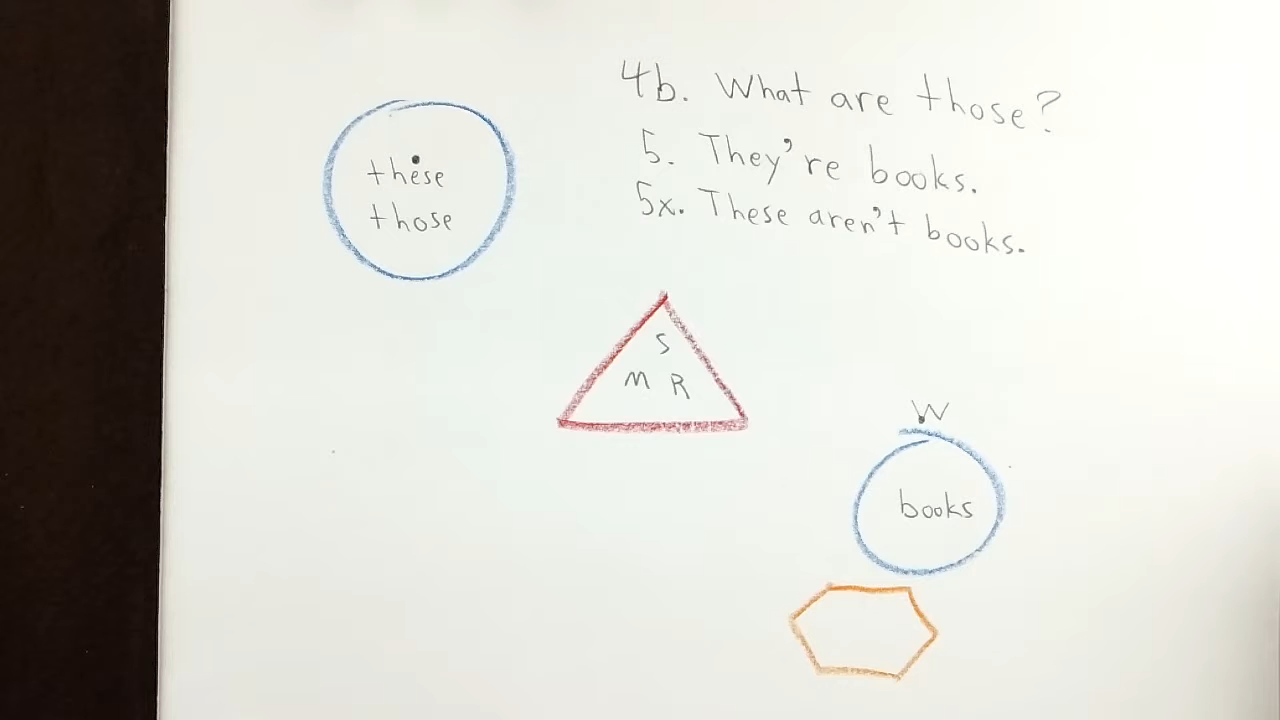 4b. What are those?
5. They're books.
5x. These aren't books.
these
those
S
M R
W
books